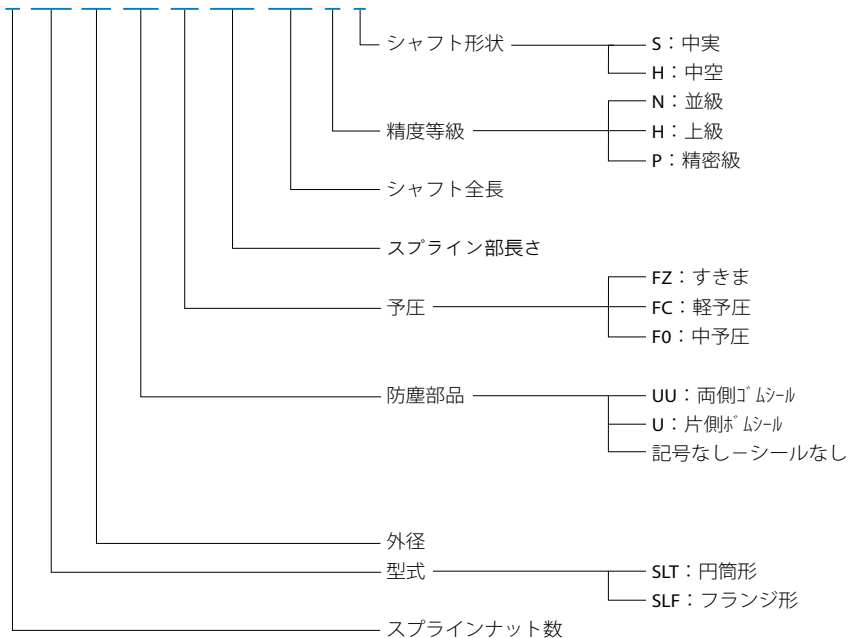 シャフト形状
S：中実
H：中空
精度等級
N：並級
H：上級
P：精密級
シャフト全長
スプライン部長さ
予圧
FZ：すきま
FC：軽予圧
F0：中予圧
防塵部品
UU：両側ｺﾞﾑｼｰﾙ
U：片側ﾎﾞﾑｼｰﾙ
記号なしーシールなし
外径
型式
SLT：円筒形
SLF：フランジ形
スプラインナット数